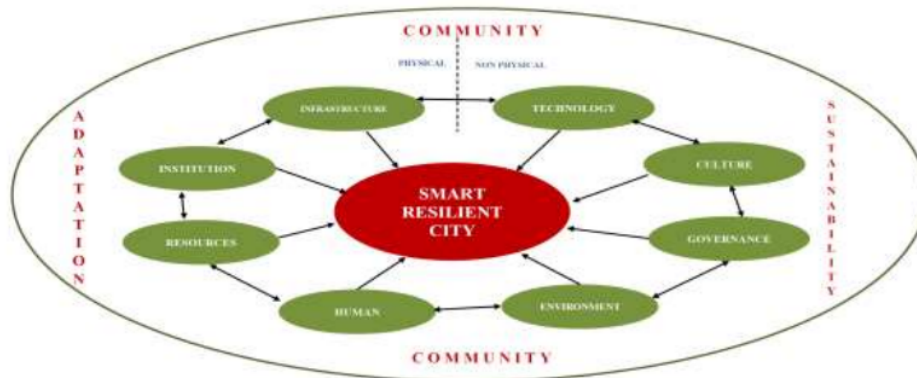 COMMUNITY
PHYSICAL
NON PHYSICAL
INFRASTRUCTURE
TECHNOLOGY
ADAPTATION
SUSTAINABILITY
INSTITUTION
CULTURE
SMART
RESILIENT
CITY
RESOURCES
GOVERNANCE
HUMAN
ENVIRONMENT
COMMUNITY